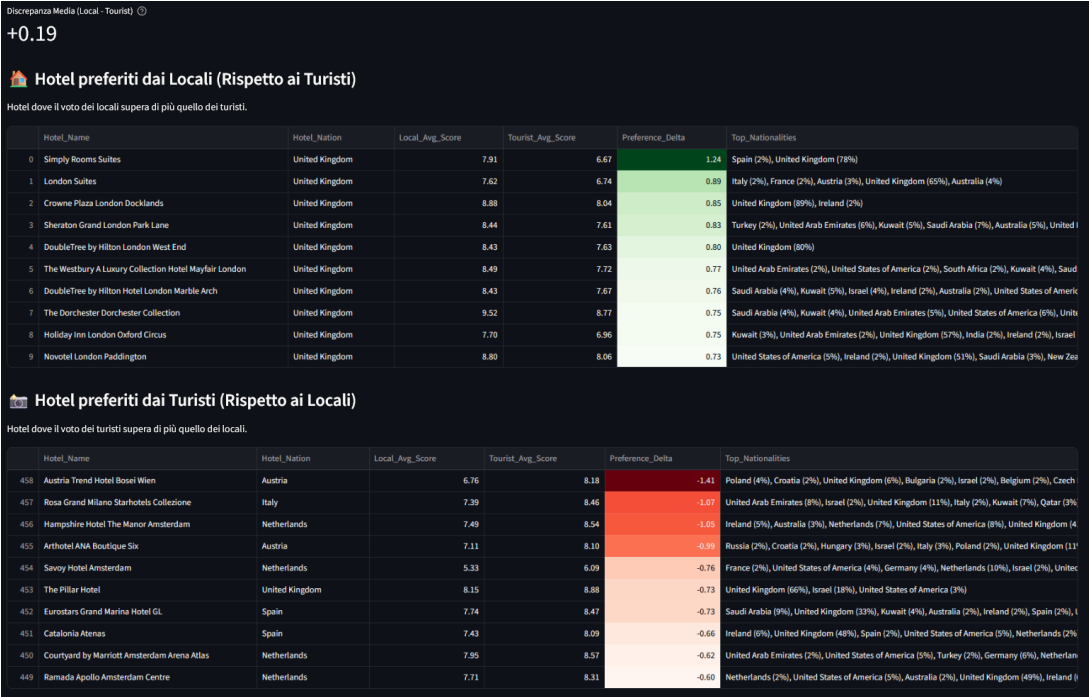 Discrepanza Media (Local - Tourist)
+0.19
Hotel preferiti dai Locali (Rispetto ai Turisti)
Hotel dove il voto dei locali supera di più quello dei turisti.
Hotel_Name Hotel_Nation Local_Avg_Score Tourist_Avg_Score Preference_Delta Top_Nationalities
0 Simply Rooms Suites United Kingdom 7.91 6.67 1.24 Spain (2%), United Kingdom (78%)
1 London Suites United Kingdom 7.62 6.74 0.89 Italy (2%), France (2%), Austria (3%), United Kingdom (65%), Australia (4%)
2 Crowne Plaza London Docklands United Kingdom 8.88 8.04 0.85 United Kingdom (89%), Ireland (2%)
3 Sheraton Grand London Park Lane United Kingdom 8.44 7.61 0.83 Turkey (2%), United Arab Emirates (6%), Kuwait (5%), Saudi Arabia (7%), Australia (5%), United
4 DoubleTree by Hilton London West End United Kingdom 8.43 7.63 0.80 United Kingdom (80%)
5 The Westbury A Luxury Collection Hotel Mayfair London United Kingdom 8.49 7.72 0.77 United Arab Emirates (2%), United States of America (2%), South Africa (2%), Kuwait (4%), Saud
6 DoubleTree by Hilton Hotel London Marble Arch United Kingdom 8.43 7.67 0.76 Saudi Arabia (4%), Kuwait (5%), Israel (4%), Ireland (2%), Australia (2%), United States of Americ
7 The Dorchester Dorchester Collection United Kingdom 9.52 8.77 0.75 Saudi Arabia (4%), Kuwait (4%), United Arab Emirates (5%), United States of America (6%), Unite
8 Holiday Inn London Oxford Circus United Kingdom 7.70 6.96 0.75 Kuwait (3%), United Arab Emirates (2%), United Kingdom (57%), India (2%), Ireland (2%), Israel
9 Novotel London Paddington United Kingdom 8.80 8.06 0.73 United States of America (5%), Ireland (2%), United Kingdom (51%), Saudi Arabia (3%), New Zea
Hotel preferiti dai Turisti (Rispetto ai Locali)
Hotel dove il voto dei turisti supera di più quello dei locali.
Hotel_Name Hotel_Nation Local_Avg_Score Tourist_Avg_Score Preference_Delta Top_Nationalities
458 Austria Trend Hotel Bosei Wien Austria 6.76 8.18 -1.41 Poland (4%), Croatia (2%), United Kingdom (6%), Bulgaria (2%), Israel (2%), Belgium (2%), Czech
457 Rosa Grand Milano Starhotels Collezione Italy 7.39 8.46 -1.07 United Arab Emirates (8%), Israel (2%), United Kingdom (11%), Italy (2%), Kuwait (7%), Qatar (3%
456 Hampshire Hotel The Manor Amsterdam Netherlands 7.49 8.54 -1.05 Ireland (5%), Australia (3%), Netherlands (7%), United States of America (8%), United Kingdom (4
455 Arthotel ANA Boutique Six Austria 7.11 8.10 -0.99 Russia (2%), Croatia (2%), Hungary (3%), Israel (2%), Italy (3%), Poland (2%), United Kingdom (11
454 Savoy Hotel Amsterdam Netherlands 5.33 6.09 -0.76 France (2%), United States of America (4%), Germany (4%), Netherlands (10%), Israel (2%), United
453 The Pillar Hotel United Kingdom 8.15 8.88 -0.73 United Kingdom (66%), Israel (18%), United States of America (3%)
452 Eurostars Grand Marina Hotel GL Spain 7.74 8.47 -0.73 Saudi Arabia (9%), United Kingdom (33%), Kuwait (4%), Australia (2%), Ireland (2%), Spain (2%),
451 Catalonia Atenas Spain 7.43 8.09 -0.66 Ireland (6%), United Kingdom (48%), Spain (2%), United States of America (5%), Netherlands (2%
450 Courtyard by Marriott Amsterdam Arena Atlas Netherlands 7.95 8.57 -0.62 United Arab Emirates (2%), United States of America (5%), Turkey (2%), Germany (6%), Netherlan
449 Ramada Apollo Amsterdam Centre Netherlands 7.71 8.31 -0.60 Netherlands (2%), United States of America (5%), Australia (2%), United Kingdom (49%), Ireland